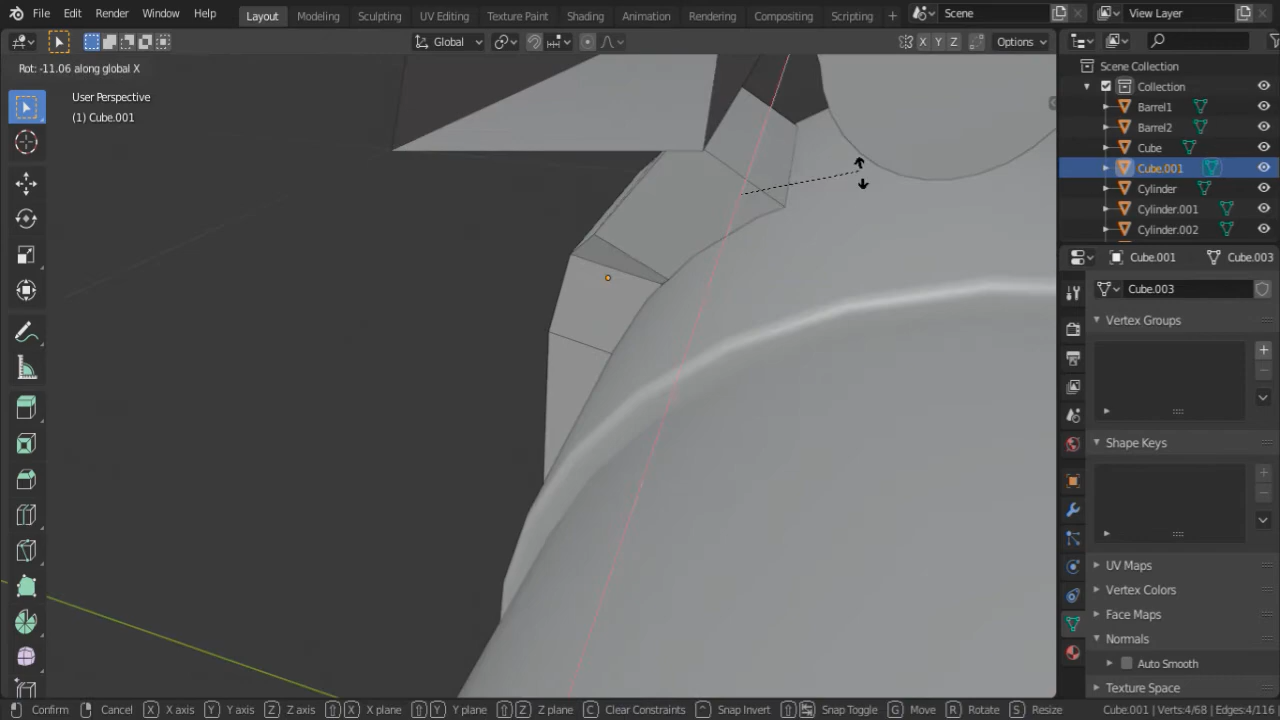 File Edit Render Window Help Layout Modeling Sculpting UV Editing Texture Paint Shading Animation Rendering Compositing Scripting + Scene View Layer
Global X Y Z Options
Rot: -11.06 along global X
User Perspective
(1) Cube.001
Scene Collection
Collection
Barrel1
Barrel2
Cube
Cube.001
Cylinder
Cylinder.001
Cylinder.002
Cube.001 Cube.003
Cube.003
Vertex Groups
Shape Keys
UV Maps
Vertex Colors
Face Maps
Normals
Auto Smooth
Texture Space
Confirm Cancel X X axis Y Y axis Z Z axis X X plane Y Y plane Z Z plane C Clear Constraints Snap Invert Snap Toggle G Move R Rotate S Resize Cube.001 | Verts:4/68 | Edges:4/116